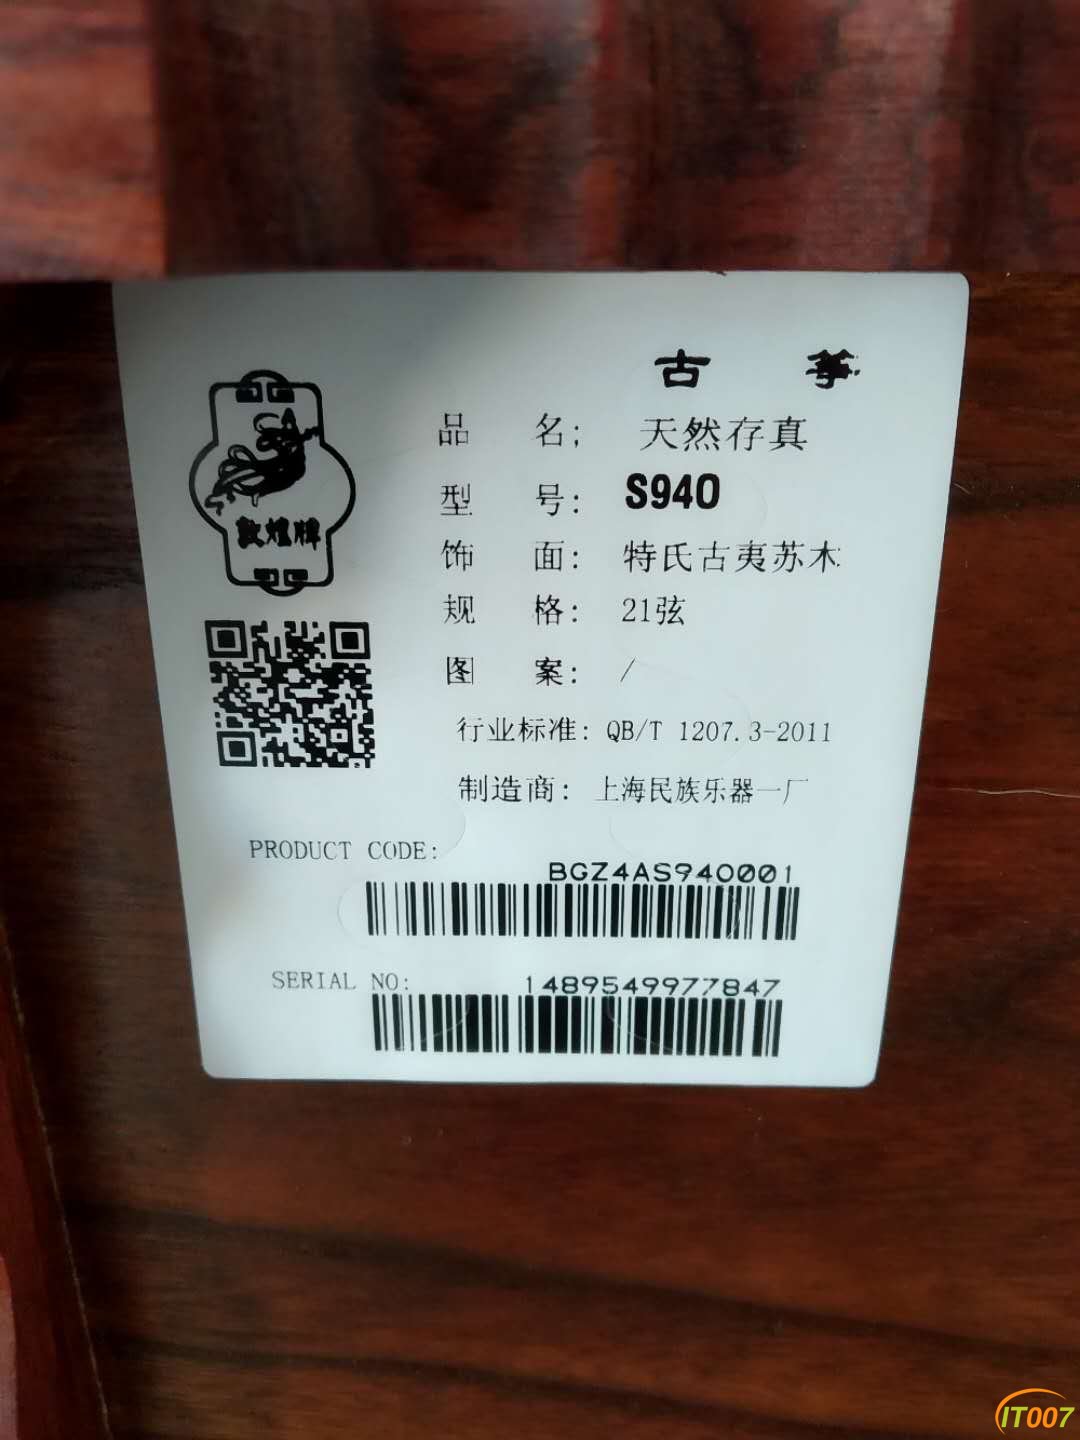 古 筝
敦煌牌
品 名: 天然存真
型 号: S940
饰 面: 特氏古夷苏木
规 格: 21弦
图 案: /
行业标准: QB/T 1207.3-2011
制造商: 上海民族乐器一厂
PRODUCT CODE:
BGZ4AS940001
SERIAL NO:
1489549977847
IT007